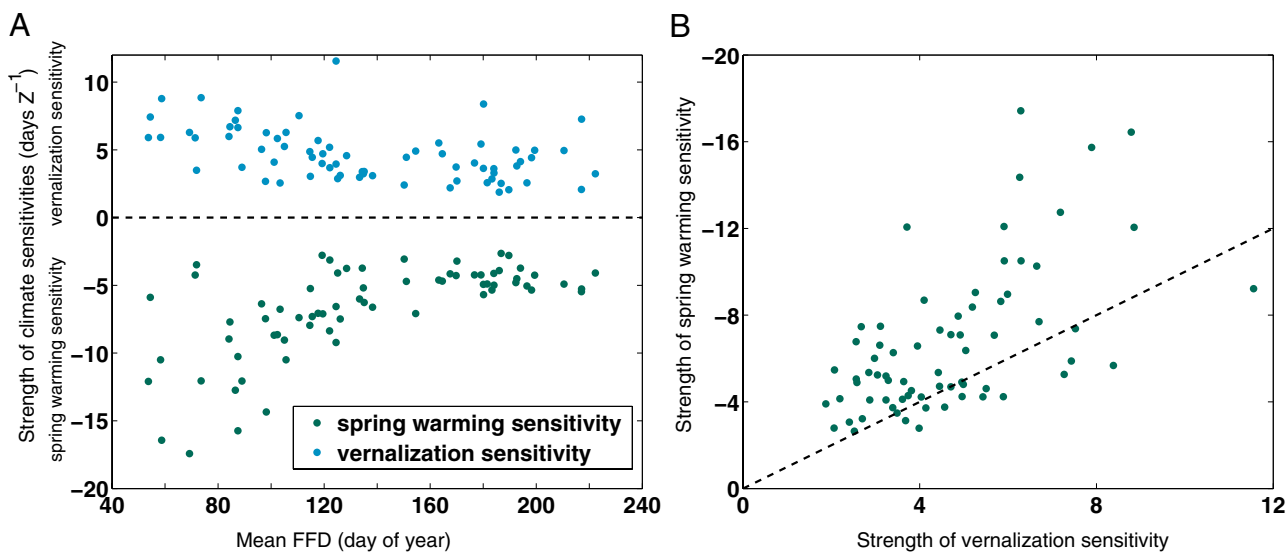 A
Strength of climate sensitivities (days Z⁻¹)
spring warming sensitivity
vernalization sensitivity
10
5
0
−5
−10
−15
−20
40
80
120
160
200
240
Mean FFD (day of year)
spring warming sensitivity
vernalization sensitivity
B
Strength of spring warming sensitivity
−20
−16
−12
−8
−4
0
0
4
8
12
Strength of vernalization sensitivity